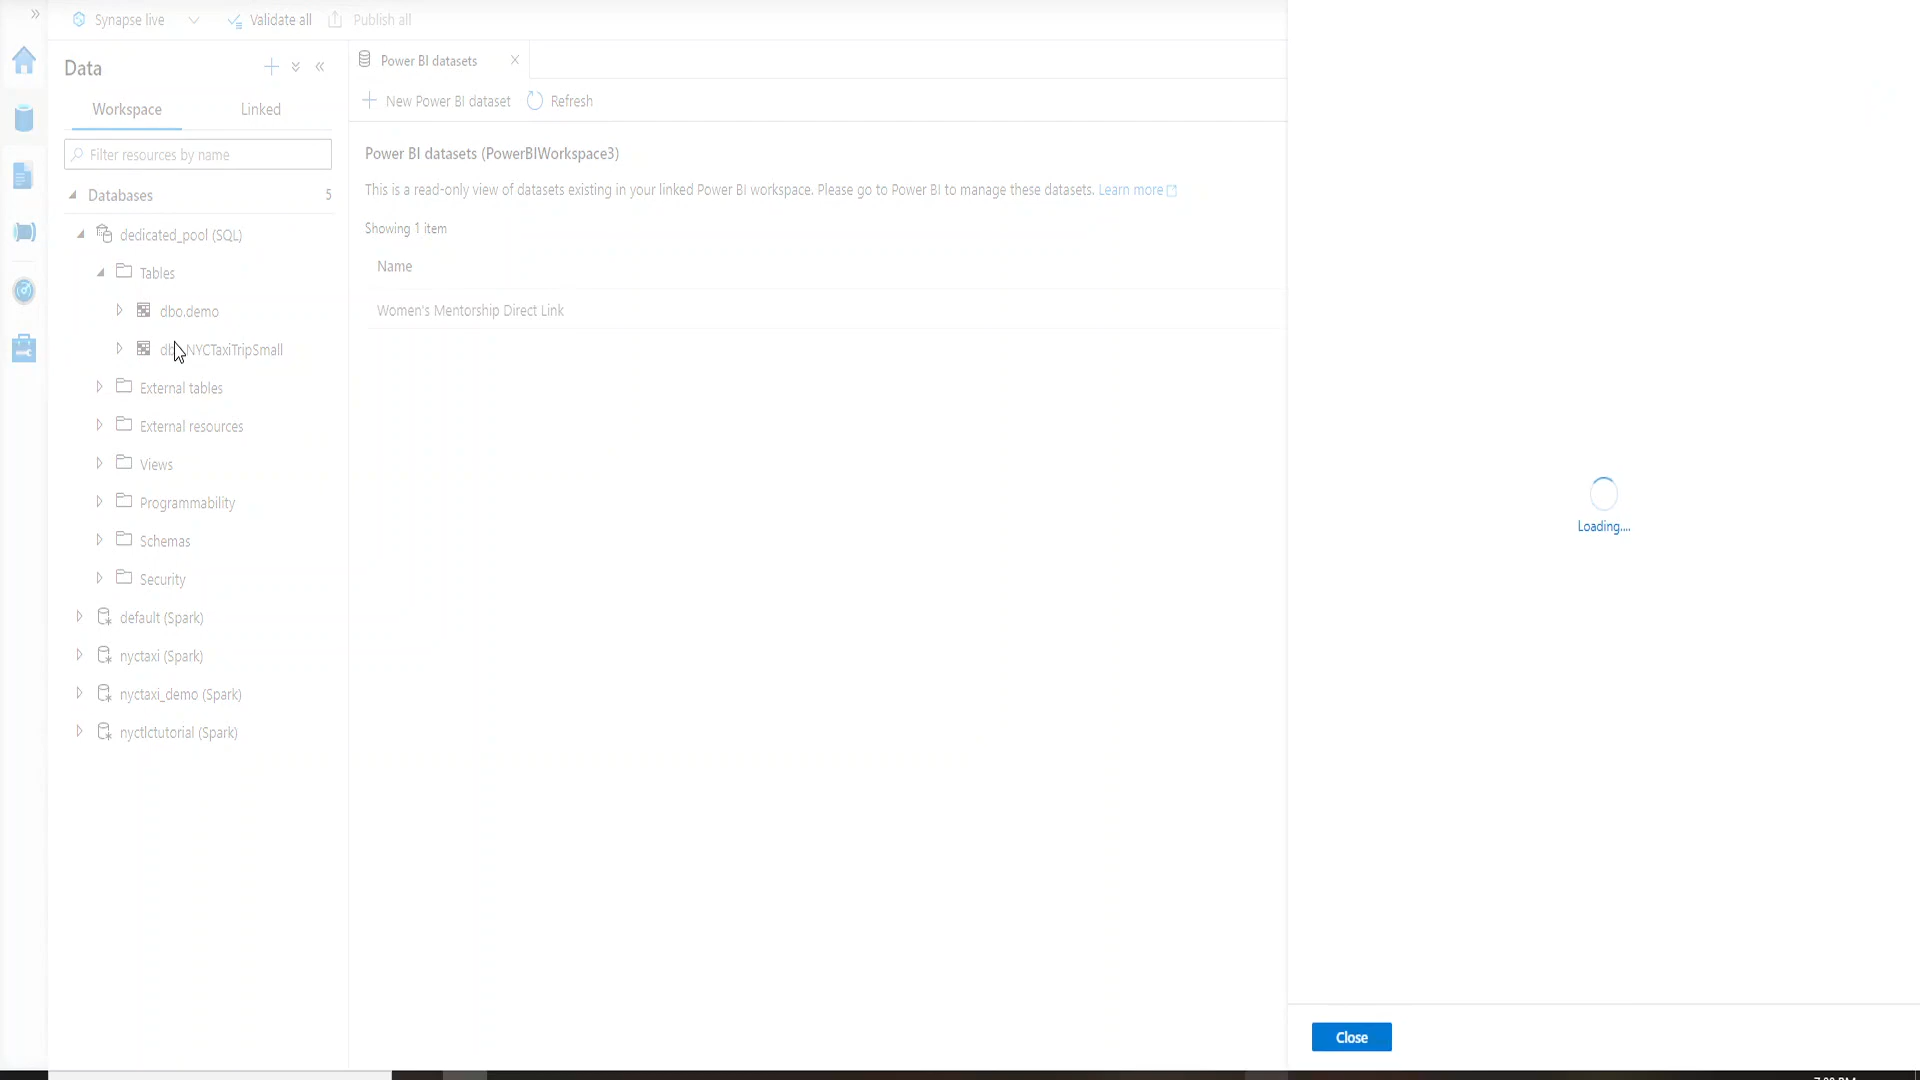 Synapse live
Validate all
Publish all
Data
Power BI datasets
Workspace
Linked
New Power BI dataset
Refresh
Filter resources by name
Power BI datasets (PowerBIWorkspace3)
Databases
5
This is a read-only view of datasets existing in your linked Power BI workspace. Please go to Power BI to manage these datasets. Learn more
dedicated_pool (SQL)
Showing 1 item
Tables
Name
dbo.demo
Women's Mentorship Direct Link
NYCTaxiTripSmall
External tables
External resources
Views
Programmability
Schemas
Security
default (Spark)
nyctaxi (Spark)
nyctaxi_demo (Spark)
nyctlctutorial (Spark)
Loading....
Close